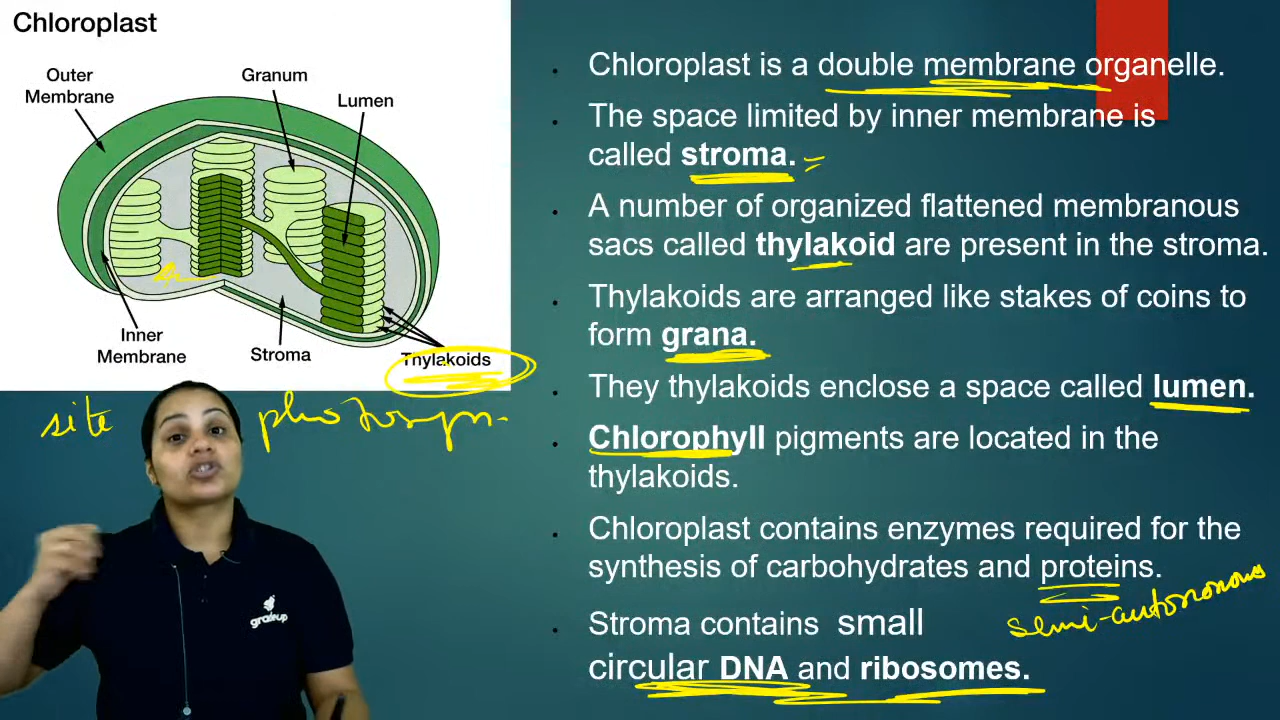 Chloroplast
Outer
Membrane
Granum
Lumen
Inner
Membrane
Stroma
Thylakoids
site photosyn.
gradeup
Chloroplast is a double membrane organelle.
The space limited by inner membrane is
called stroma.
A number of organized flattened membranous
sacs called thylakoid are present in the stroma.
Thylakoids are arranged like stakes of coins to
form grana.
They thylakoids enclose a space called lumen.
Chlorophyll pigments are located in the
thylakoids.
Chloroplast contains enzymes required for the
synthesis of carbohydrates and proteins.
semi-autonomous
Stroma contains small
circular DNA and ribosomes.